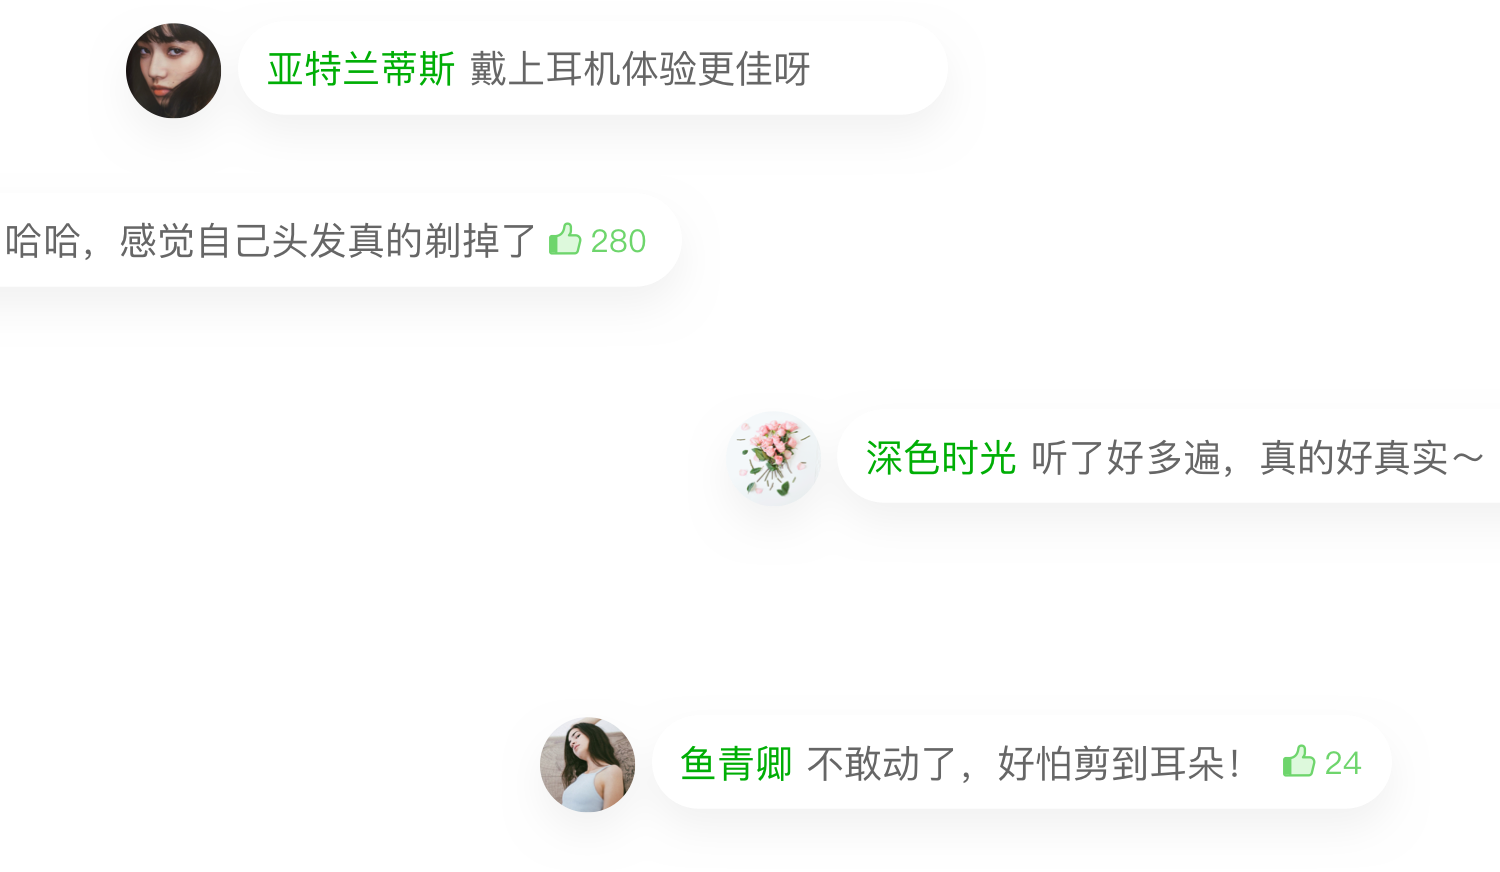 亚特兰蒂斯 戴上耳机体验更佳呀
哈哈，感觉自己头发真的剃掉了 280
深色时光 听了好多遍，真的好真实～
鱼青卿 不敢动了，好怕剪到耳朵！ 24